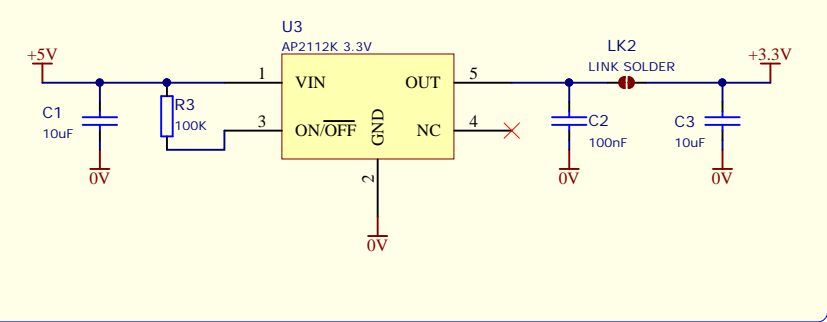 U3
AP2112K 3.3V
LK2
LINK SOLDER
+5V
+3.3V
1
VIN
OUT
5
C1
10uF
R3
100K
3
ON/OFF
GND
NC
4
C2
100nF
C3
10uF
2
0V
0V
0V
0V